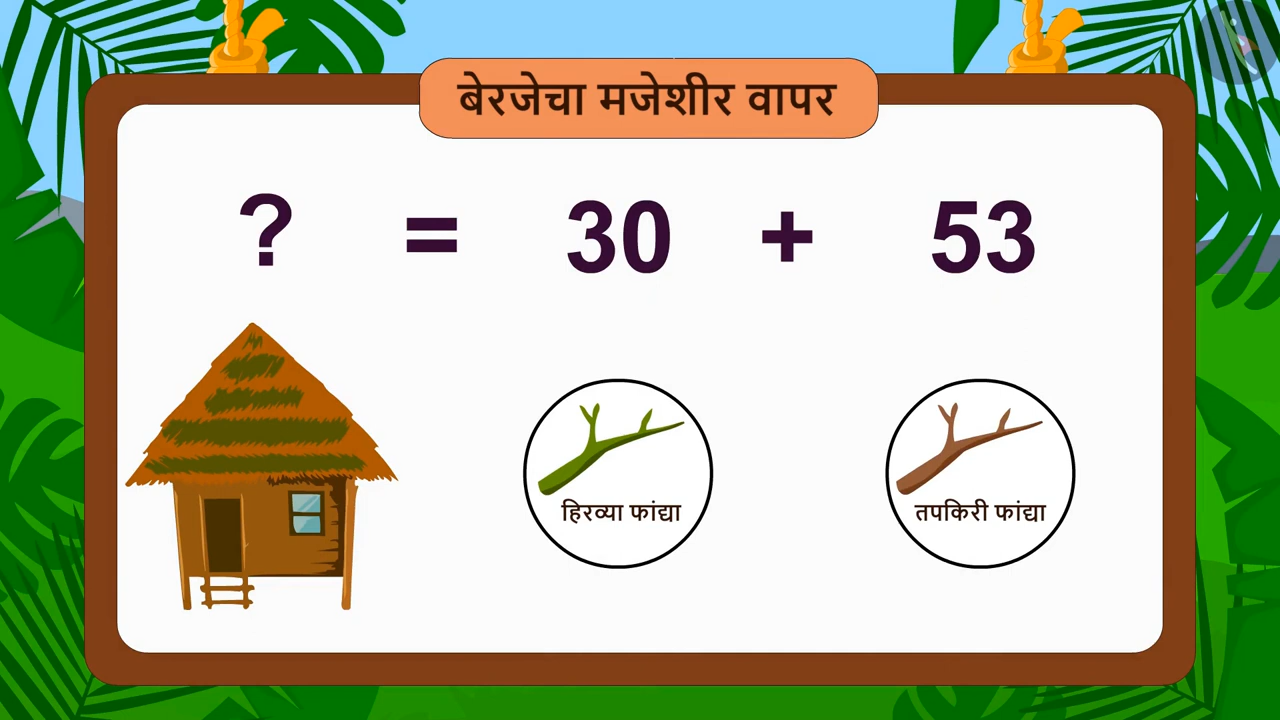 बेरजेचा मजेशीर वापर
? = 30 + 53
हिरव्या फांद्या
तपकिरी फांद्या